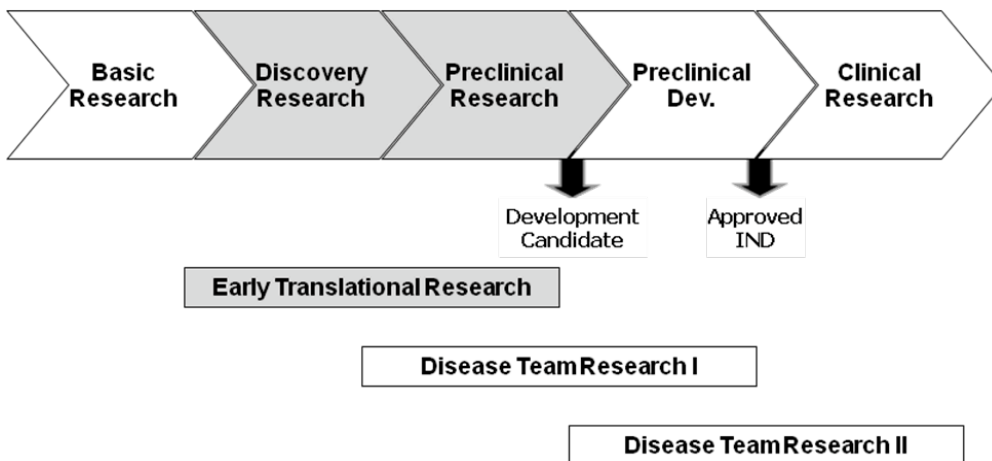 Basic
Research
Discovery
Research
Preclinical
Research
Preclinical
Dev.
Clinical
Research
Development
Candidate
Approved
IND
Early Translational Research
Disease Team Research I
Disease Team Research II